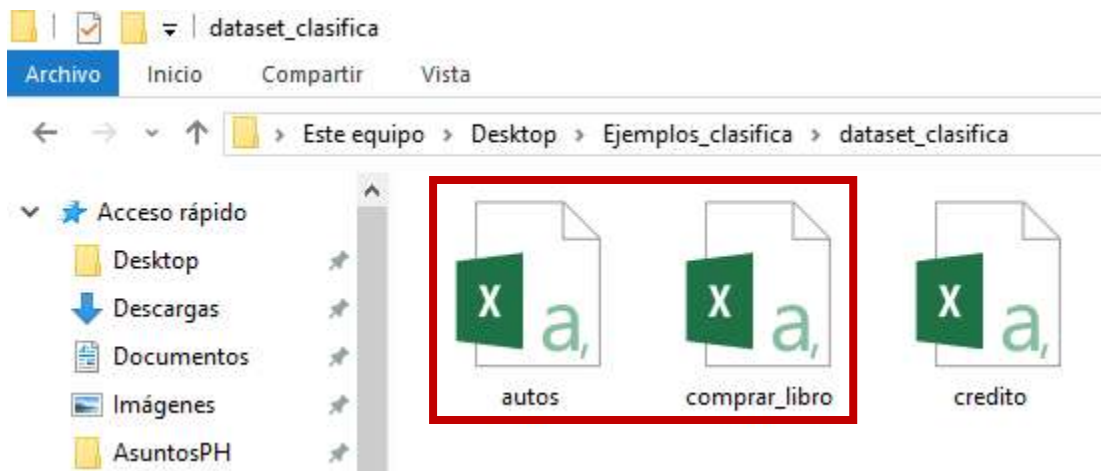 dataset_clasifica
Archivo Inicio Compartir Vista
Este equipo > Desktop > Ejemplos_clasifica > dataset_clasifica
Acceso rápido
Desktop
Descargas
Documentos
Imágenes
AsuntosPH
X a, X a, X a,
autos comprar_libro credito